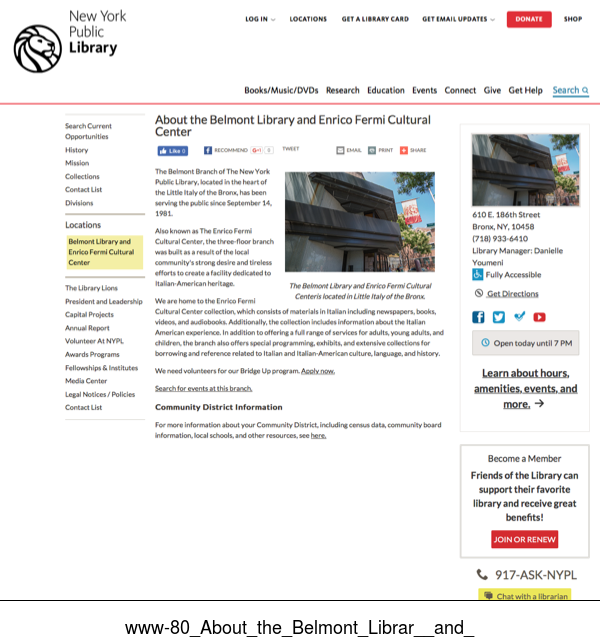 New York
Public
Library
LOG IN
LOCATIONS
GET A LIBRARY CARD
GET EMAIL UPDATES
DONATE
SHOP
Books/Music/DVDs Research Education Events Connect Give Get Help Search
Search Current
Opportunities
History
Mission
Collections
Contact List
Divisions
Locations
Belmont Library and
Enrico Fermi Cultural
Center
The Library Lions
President and Leadership
Capital Projects
Annual Report
Volunteer At NYPL
Awards Programs
Fellowships & Institutes
Media Center
Legal Notices / Policies
Contact List
About the Belmont Library and Enrico Fermi Cultural
Center
Like 0
RECOMMEND
G+1 0
TWEET
EMAIL
PRINT
SHARE
The Belmont Branch of The New York
Public Library, located in the heart of
the Little Italy of the Bronx, has been
serving the public since September 14,
1981.
Also known as The Enrico Fermi
Cultural Center, the three-floor branch
was built as a result of the local
community's strong desire and tireless
efforts to create a facility dedicated to
Italian-American heritage.
The Belmont Library and Enrico Fermi Cultural
Centeris located in Little Italy of the Bronx.
We are home to the Enrico Fermi
Cultural Center collection, which consists of materials in Italian including newspapers, books,
videos, and audiobooks. Additionally, the collection includes information about the Italian
American experience. In addition to offering a full range of services for adults, young adults, and
children, the branch also offers special programming, exhibits, and extensive collections for
borrowing and reference related to Italian and Italian-American culture, language, and history.
We need volunteers for our Bridge Up program. Apply now.
Search for events at this branch.
Community District Information
For more information about your Community District, including census data, community board
information, local schools, and other resources, see here.
610 E. 186th Street
Bronx, NY, 10458
(718) 933-6410
Library Manager: Danielle
Youmeni
Fully Accessible
Get Directions
Open today until 7 PM
Learn about hours,
amenities, events, and
more. →
Become a Member
Friends of the Library can
support their favorite
library and receive great
benefits!
JOIN OR RENEW
917-ASK-NYPL
Chat with a librarian
www-80_About_the_Belmont_Librar__and_